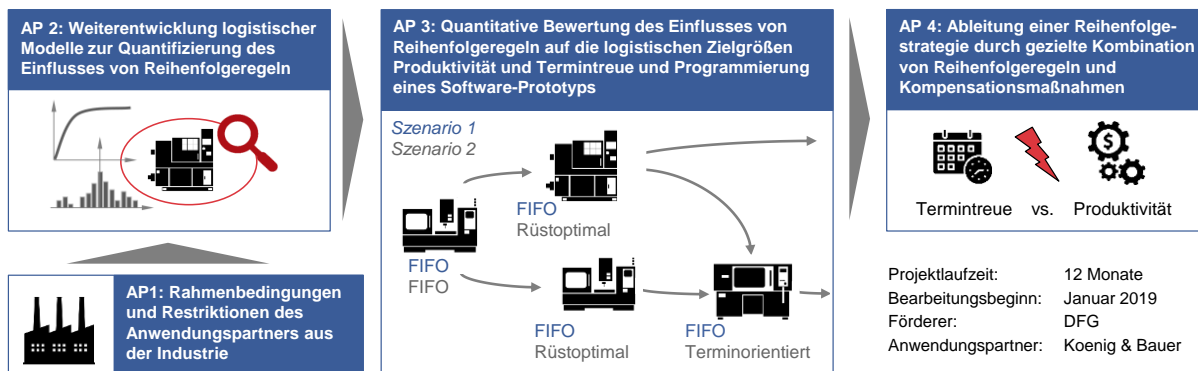 AP 2: Weiterentwicklung logistischer
Modelle zur Quantifizierung des
Einflusses von Reihenfolgeregeln
AP1: Rahmenbedingungen
und Restriktionen des
Anwendungspartners aus
der Industrie
AP 3: Quantitative Bewertung des Einflusses von
Reihenfolgeregeln auf die logistischen Zielgrößen
Produktivität und Termintreue und Programmierung
eines Software-Prototyps
Szenario 1
Szenario 2
FIFO
Rüstoptimal
FIFO
FIFO
FIFO
Rüstoptimal
FIFO
Terminorientiert
AP 4: Ableitung einer Reihenfolge-
strategie durch gezielte Kombination
von Reihenfolgeregeln und
Kompensationsmaßnahmen
$
Termintreue vs. Produktivität
Projektlaufzeit: 12 Monate
Bearbeitungsbeginn: Januar 2019
Förderer: DFG
Anwendungspartner: Koenig & Bauer